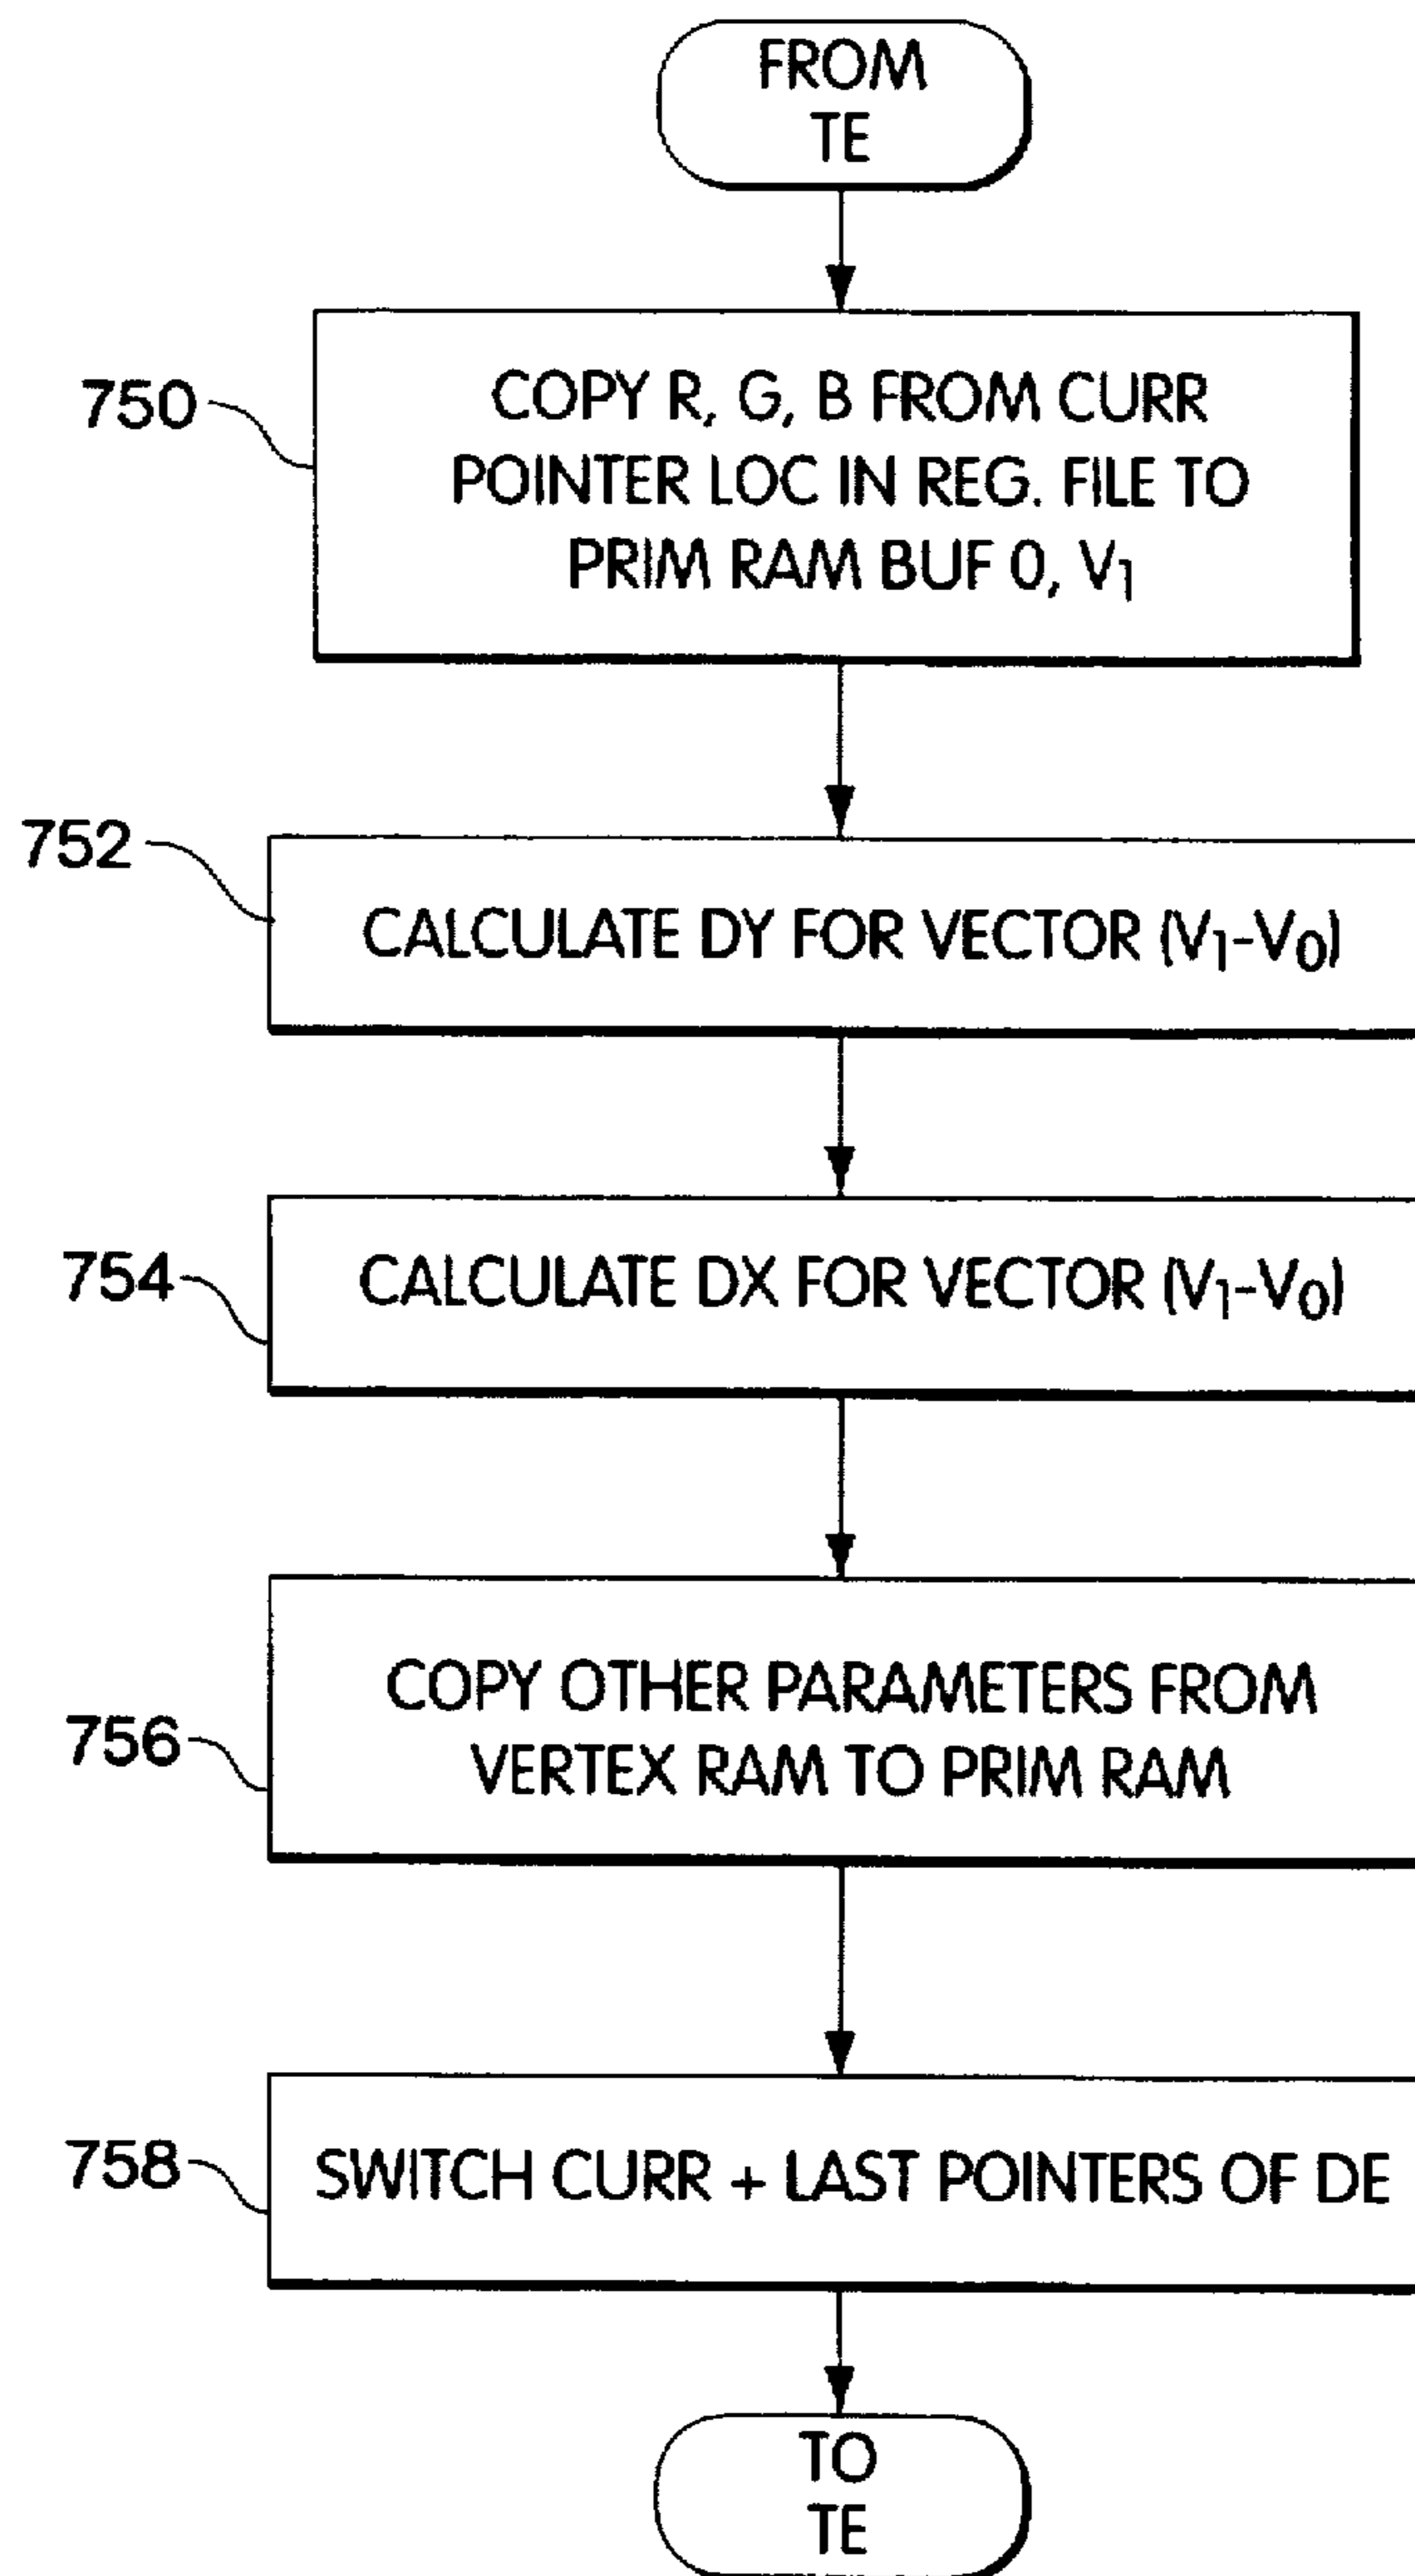 FROM
TE
750
COPY R, G, B FROM CURR
POINTER LOC IN REG. FILE TO
PRIM RAM BUF 0, V1
752
CALCULATE DY FOR VECTOR (V1-V0)
754
CALCULATE DX FOR VECTOR (V1-V0)
756
COPY OTHER PARAMETERS FROM
VERTEX RAM TO PRIM RAM
758
SWITCH CURR + LAST POINTERS OF DE
TO
TE